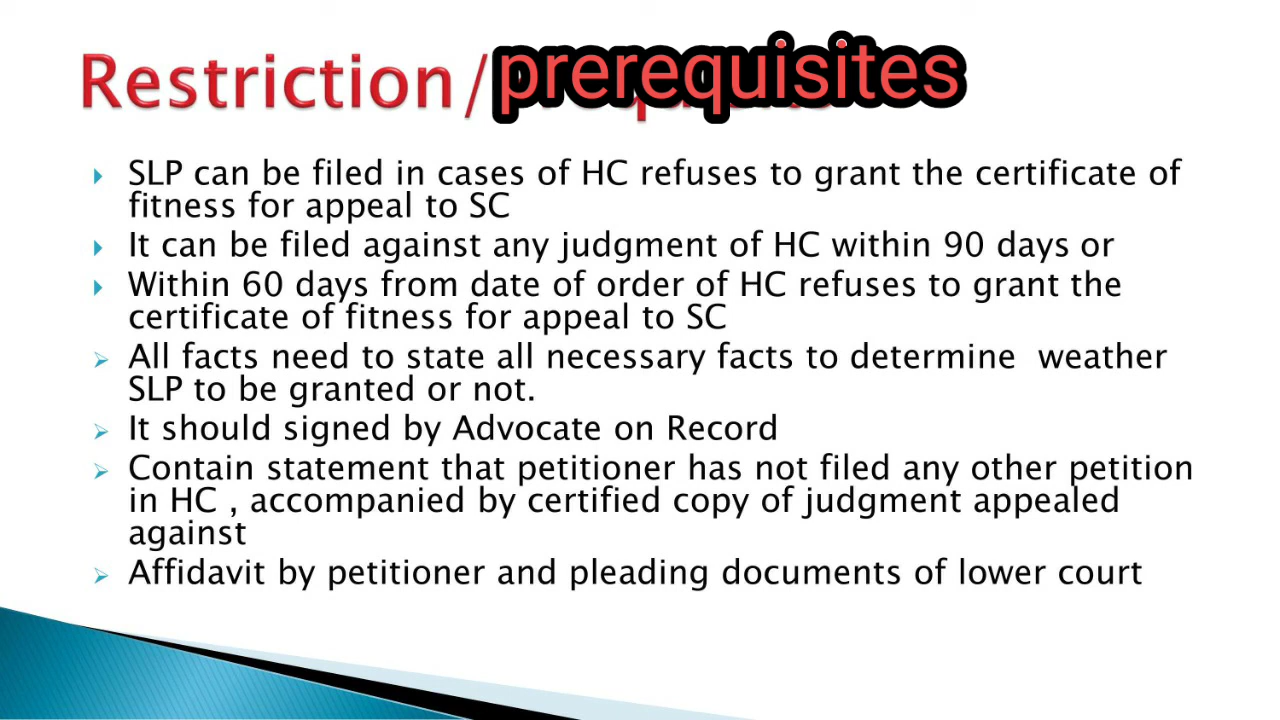 Restriction/prerequisites
SLP can be filed in cases of HC refuses to grant the certificate of
fitness for appeal to SC
It can be filed against any judgment of HC within 90 days or
Within 60 days from date of order of HC refuses to grant the
certificate of fitness for appeal to SC
All facts need to state all necessary facts to determine weather
SLP to be granted or not.
It should signed by Advocate on Record
Contain statement that petitioner has not filed any other petition
in HC , accompanied by certified copy of judgment appealed
against
Affidavit by petitioner and pleading documents of lower court